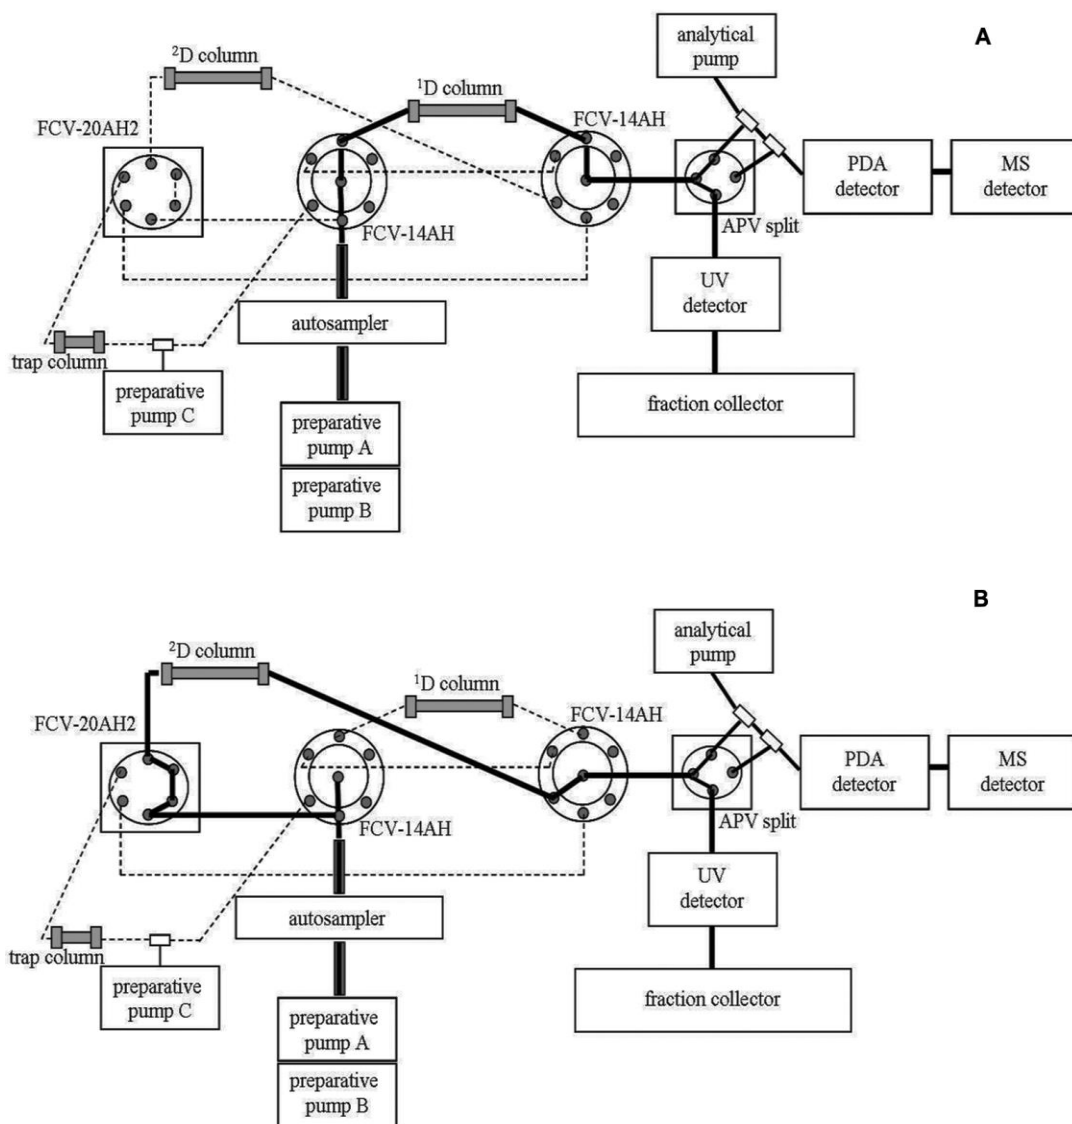 A
analytical
pump
²D column
¹D column
FCV-20AH2
FCV-14AH
PDA
detector
MS
detector
APV split
FCV-14AH
UV
detector
autosampler
trap column
preparative
pump C
fraction collector
preparative
pump A
preparative
pump B
B
analytical
pump
²D column
¹D column
FCV-20AH2
FCV-14AH
PDA
detector
MS
detector
APV split
FCV-14AH
UV
detector
autosampler
trap column
preparative
pump C
fraction collector
preparative
pump A
preparative
pump B